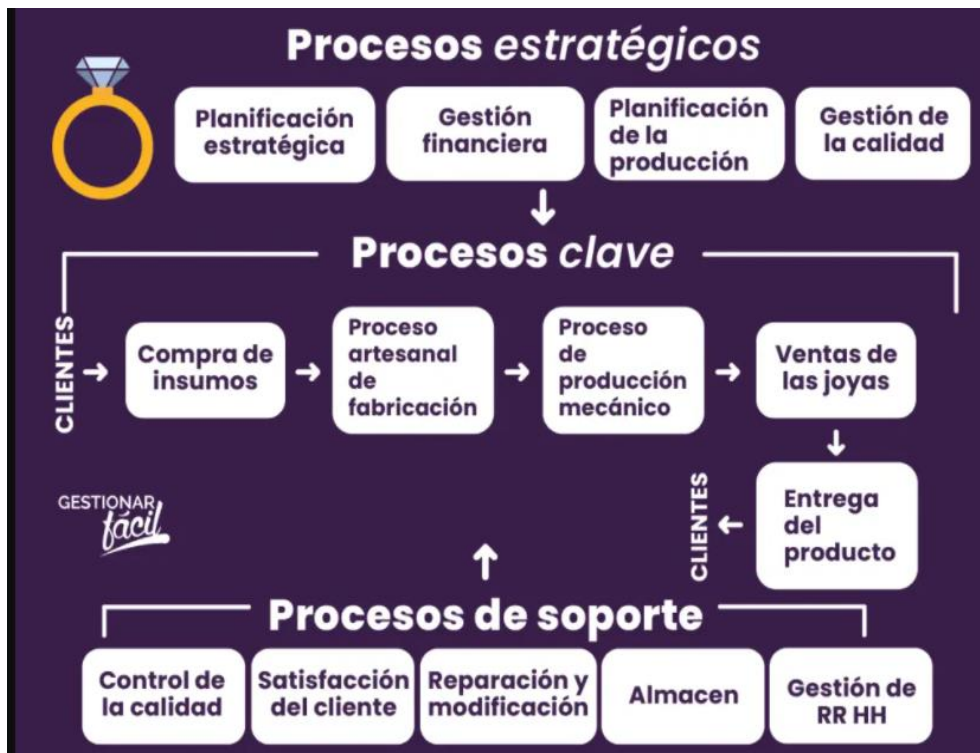 Procesos estratégicos
Planificación
estratégica
Gestión
financiera
Planificación
de la
producción
Gestión de
la calidad
Procesos clave
CLIENTES
Compra de
insumos
Proceso
artesanal
de
fabricación
Proceso
de
producción
mecánico
Ventas de
las joyas
Entrega
del
producto
CLIENTES
GESTIONAR
fácil
Procesos de soporte
Control de
la calidad
Satisfacción
del cliente
Reparación y
modificación
Almacen
Gestión de
RR HH